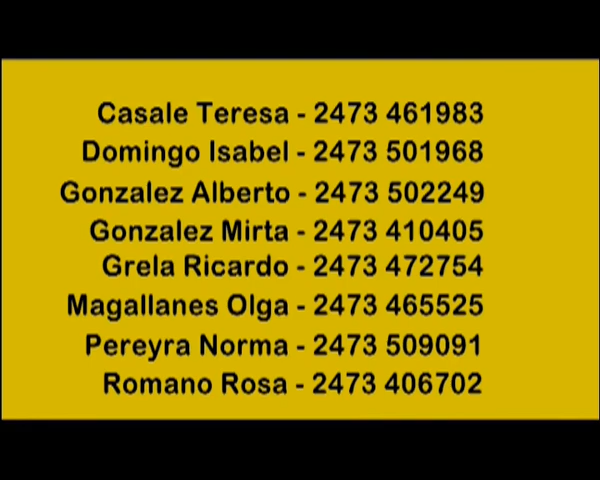 Casale Teresa - 2473 461983
Domingo Isabel - 2473 501968
Gonzalez Alberto - 2473 502249
Gonzalez Mirta - 2473 410405
Grela Ricardo - 2473 472754
Magallanes Olga - 2473 465525
Pereyra Norma - 2473 509091
Romano Rosa - 2473 406702